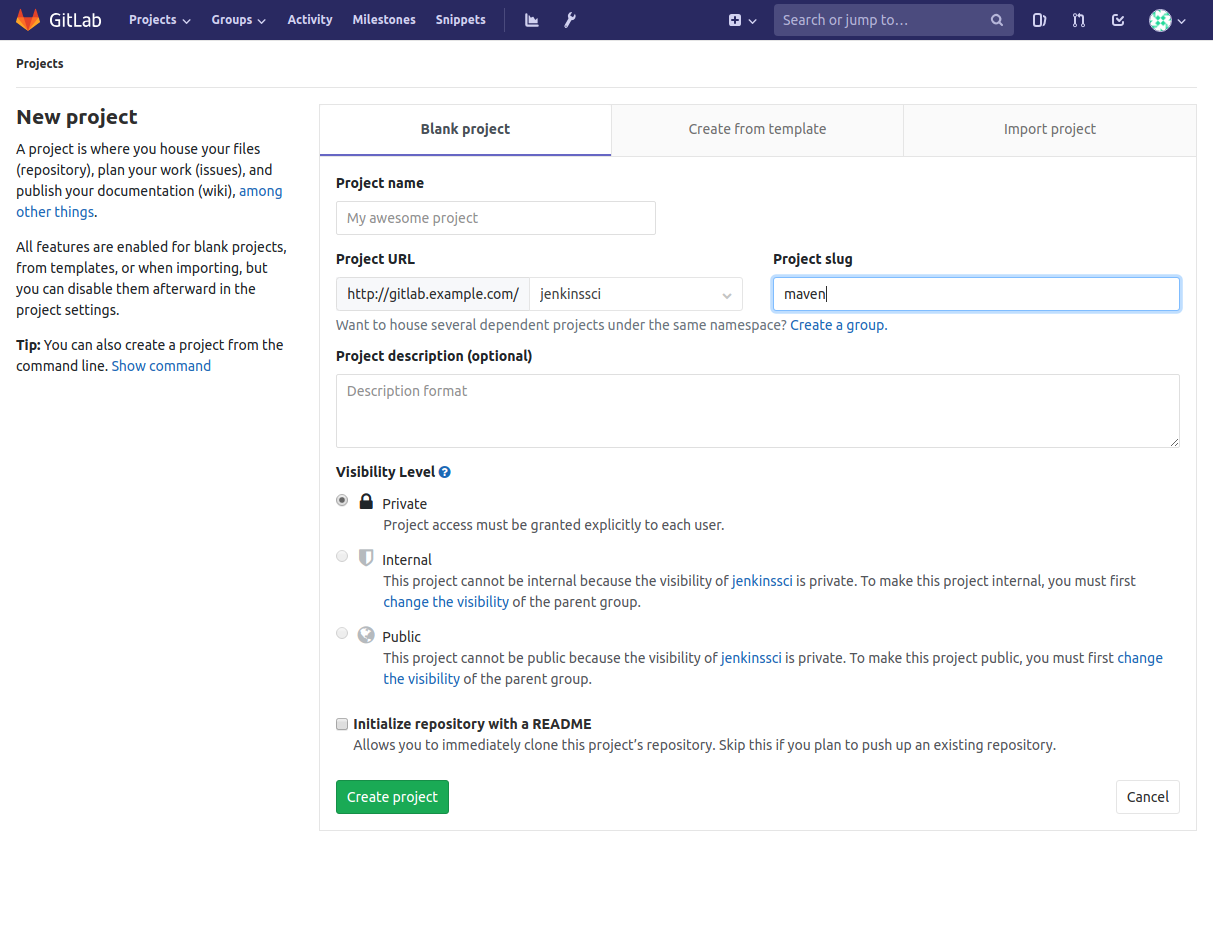 GitLab Projects Groups Activity Milestones Snippets Search or jump to...
Projects
New project
A project is where you house your files
(repository), plan your work (issues), and
publish your documentation (wiki), among
other things.
All features are enabled for blank projects,
from templates, or when importing, but
you can disable them afterward in the
project settings.
Tip: You can also create a project from the
command line. Show command
Blank project Create from template Import project
Project name
My awesome project
Project URL Project slug
http://gitlab.example.com/ jenkinssci maven
Want to house several dependent projects under the same namespace? Create a group.
Project description (optional)
Description format
Visibility Level ?
Private
Project access must be granted explicitly to each user.
Internal
This project cannot be internal because the visibility of jenkinssci is private. To make this project internal, you must first
change the visibility of the parent group.
Public
This project cannot be public because the visibility of jenkinssci is private. To make this project public, you must first change
the visibility of the parent group.
Initialize repository with a README
Allows you to immediately clone this project’s repository. Skip this if you plan to push up an existing repository.
Create project Cancel